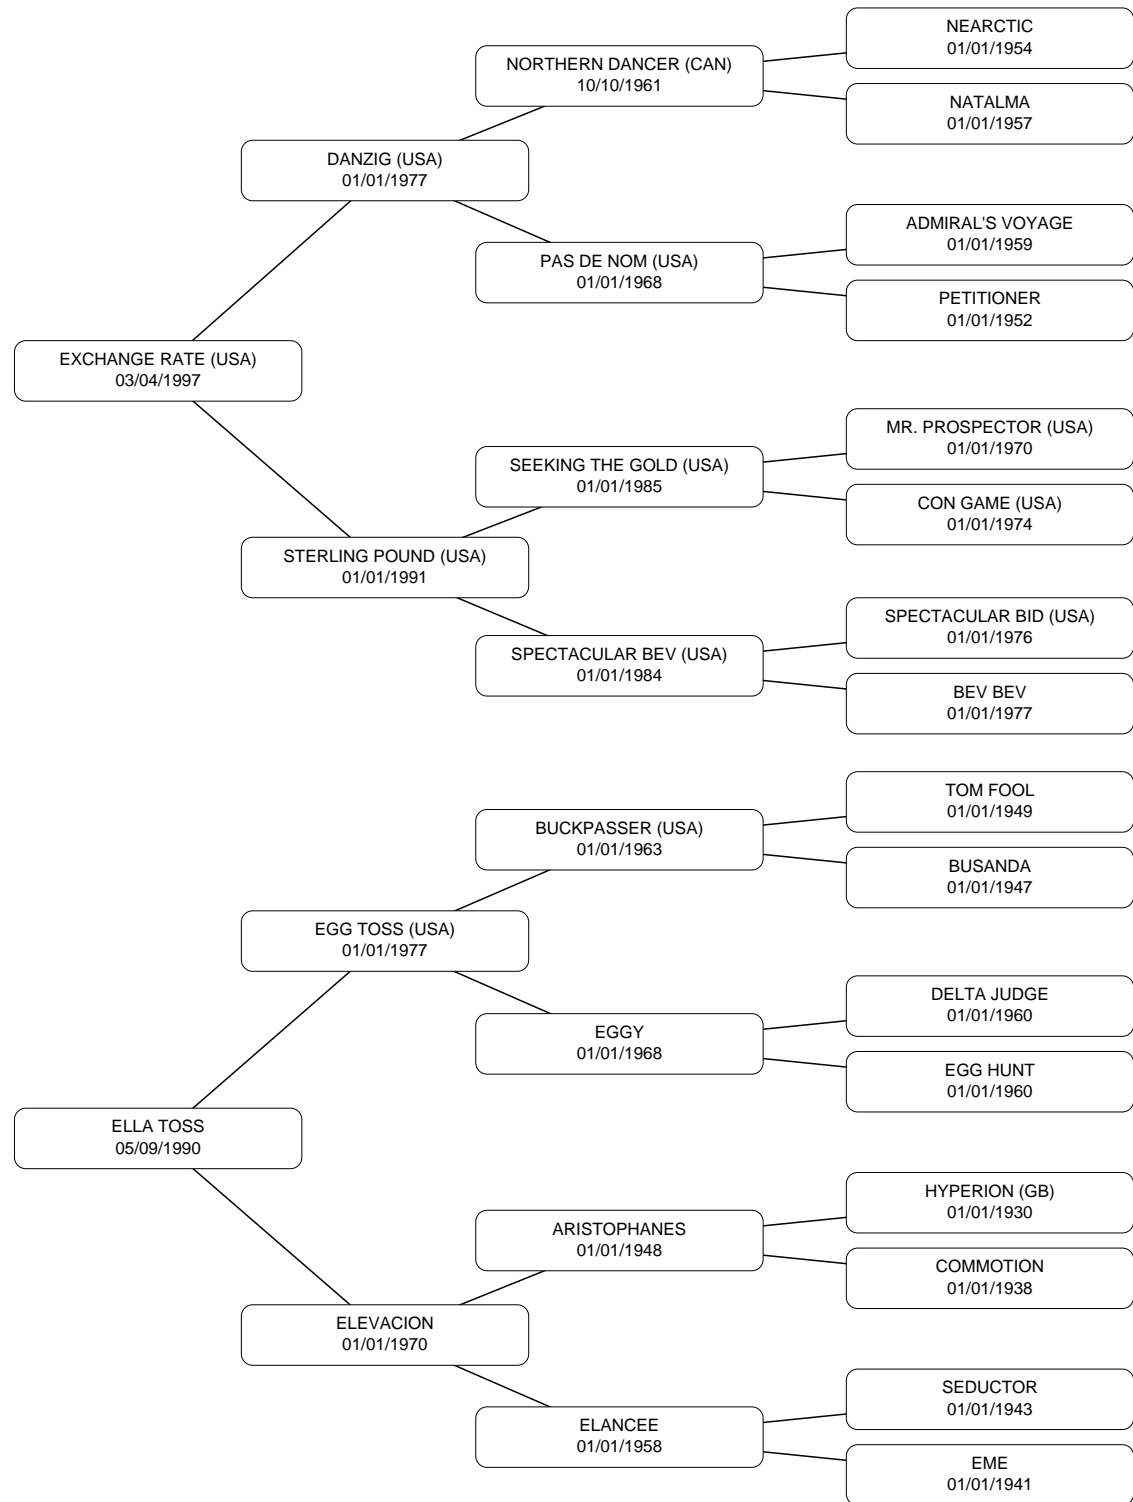 NEARCTIC
01/01/1954
NORTHERN DANCER (CAN)
10/10/1961
NATALMA
01/01/1957
DANZIG (USA)
01/01/1977
ADMIRAL'S VOYAGE
01/01/1959
PAS DE NOM (USA)
01/01/1968
PETITIONER
01/01/1952
EXCHANGE RATE (USA)
03/04/1997
MR. PROSPECTOR (USA)
01/01/1970
SEEKING THE GOLD (USA)
01/01/1985
CON GAME (USA)
01/01/1974
STERLING POUND (USA)
01/01/1991
SPECTACULAR BID (USA)
01/01/1976
SPECTACULAR BEV (USA)
01/01/1984
BEV BEV
01/01/1977
TOM FOOL
01/01/1949
BUCKPASSER (USA)
01/01/1963
BUSANDA
01/01/1947
EGG TOSS (USA)
01/01/1977
DELTA JUDGE
01/01/1960
EGGY
01/01/1968
EGG HUNT
01/01/1960
ELLA TOSS
05/09/1990
HYPERION (GB)
01/01/1930
ARISTOPHANES
01/01/1948
COMMOTION
01/01/1938
ELEVACION
01/01/1970
SEDUCTOR
01/01/1943
ELANCEE
01/01/1958
EME
01/01/1941